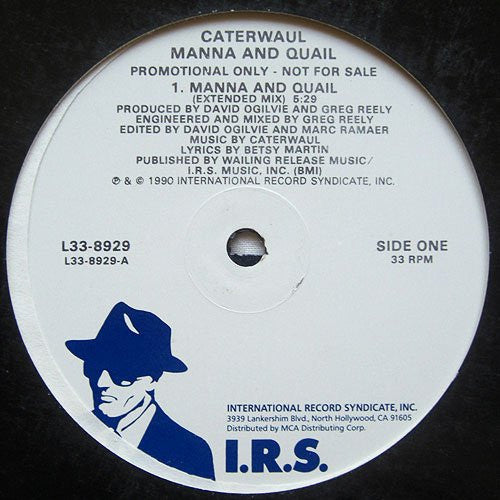 CATERWAUL
MANNA AND QUAIL
PROMOTIONAL ONLY - NOT FOR SALE
1. MANNA AND QUAIL
(EXTENDED MIX) 5:29
PRODUCED BY DAVID OGILVIE AND GREG REELY
ENGINEERED AND MIXED BY GREG REELY
EDITED BY DAVID OGILVIE AND MARC RAMAER
MUSIC BY CATERWAUL
LYRICS BY BETSY MARTIN
PUBLISHED BY WAILING RELEASE MUSIC/
I.R.S. MUSIC, INC. (BMI)
℗ & © 1990 INTERNATIONAL RECORD SYNDICATE, INC.
L33-8929
L33-8929-A
SIDE ONE
33 RPM
INTERNATIONAL RECORD SYNDICATE, INC.
3939 Lankershim Blvd., North Hollywood, CA 91605
Distributed by MCA Distributing Corp.
I.R.S.